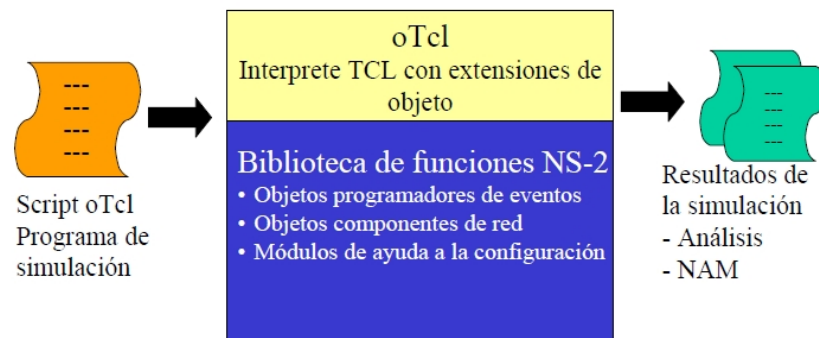 ---
---
---
---
Script oTcl
Programa de
simulación
oTcl
Interprete TCL con extensiones de
objeto
Biblioteca de funciones NS-2
• Objetos programadores de eventos
• Objetos componentes de red
• Módulos de ayuda a la configuración
---
---
---
---
Resultados de
la simulación
- Análisis
- NAM